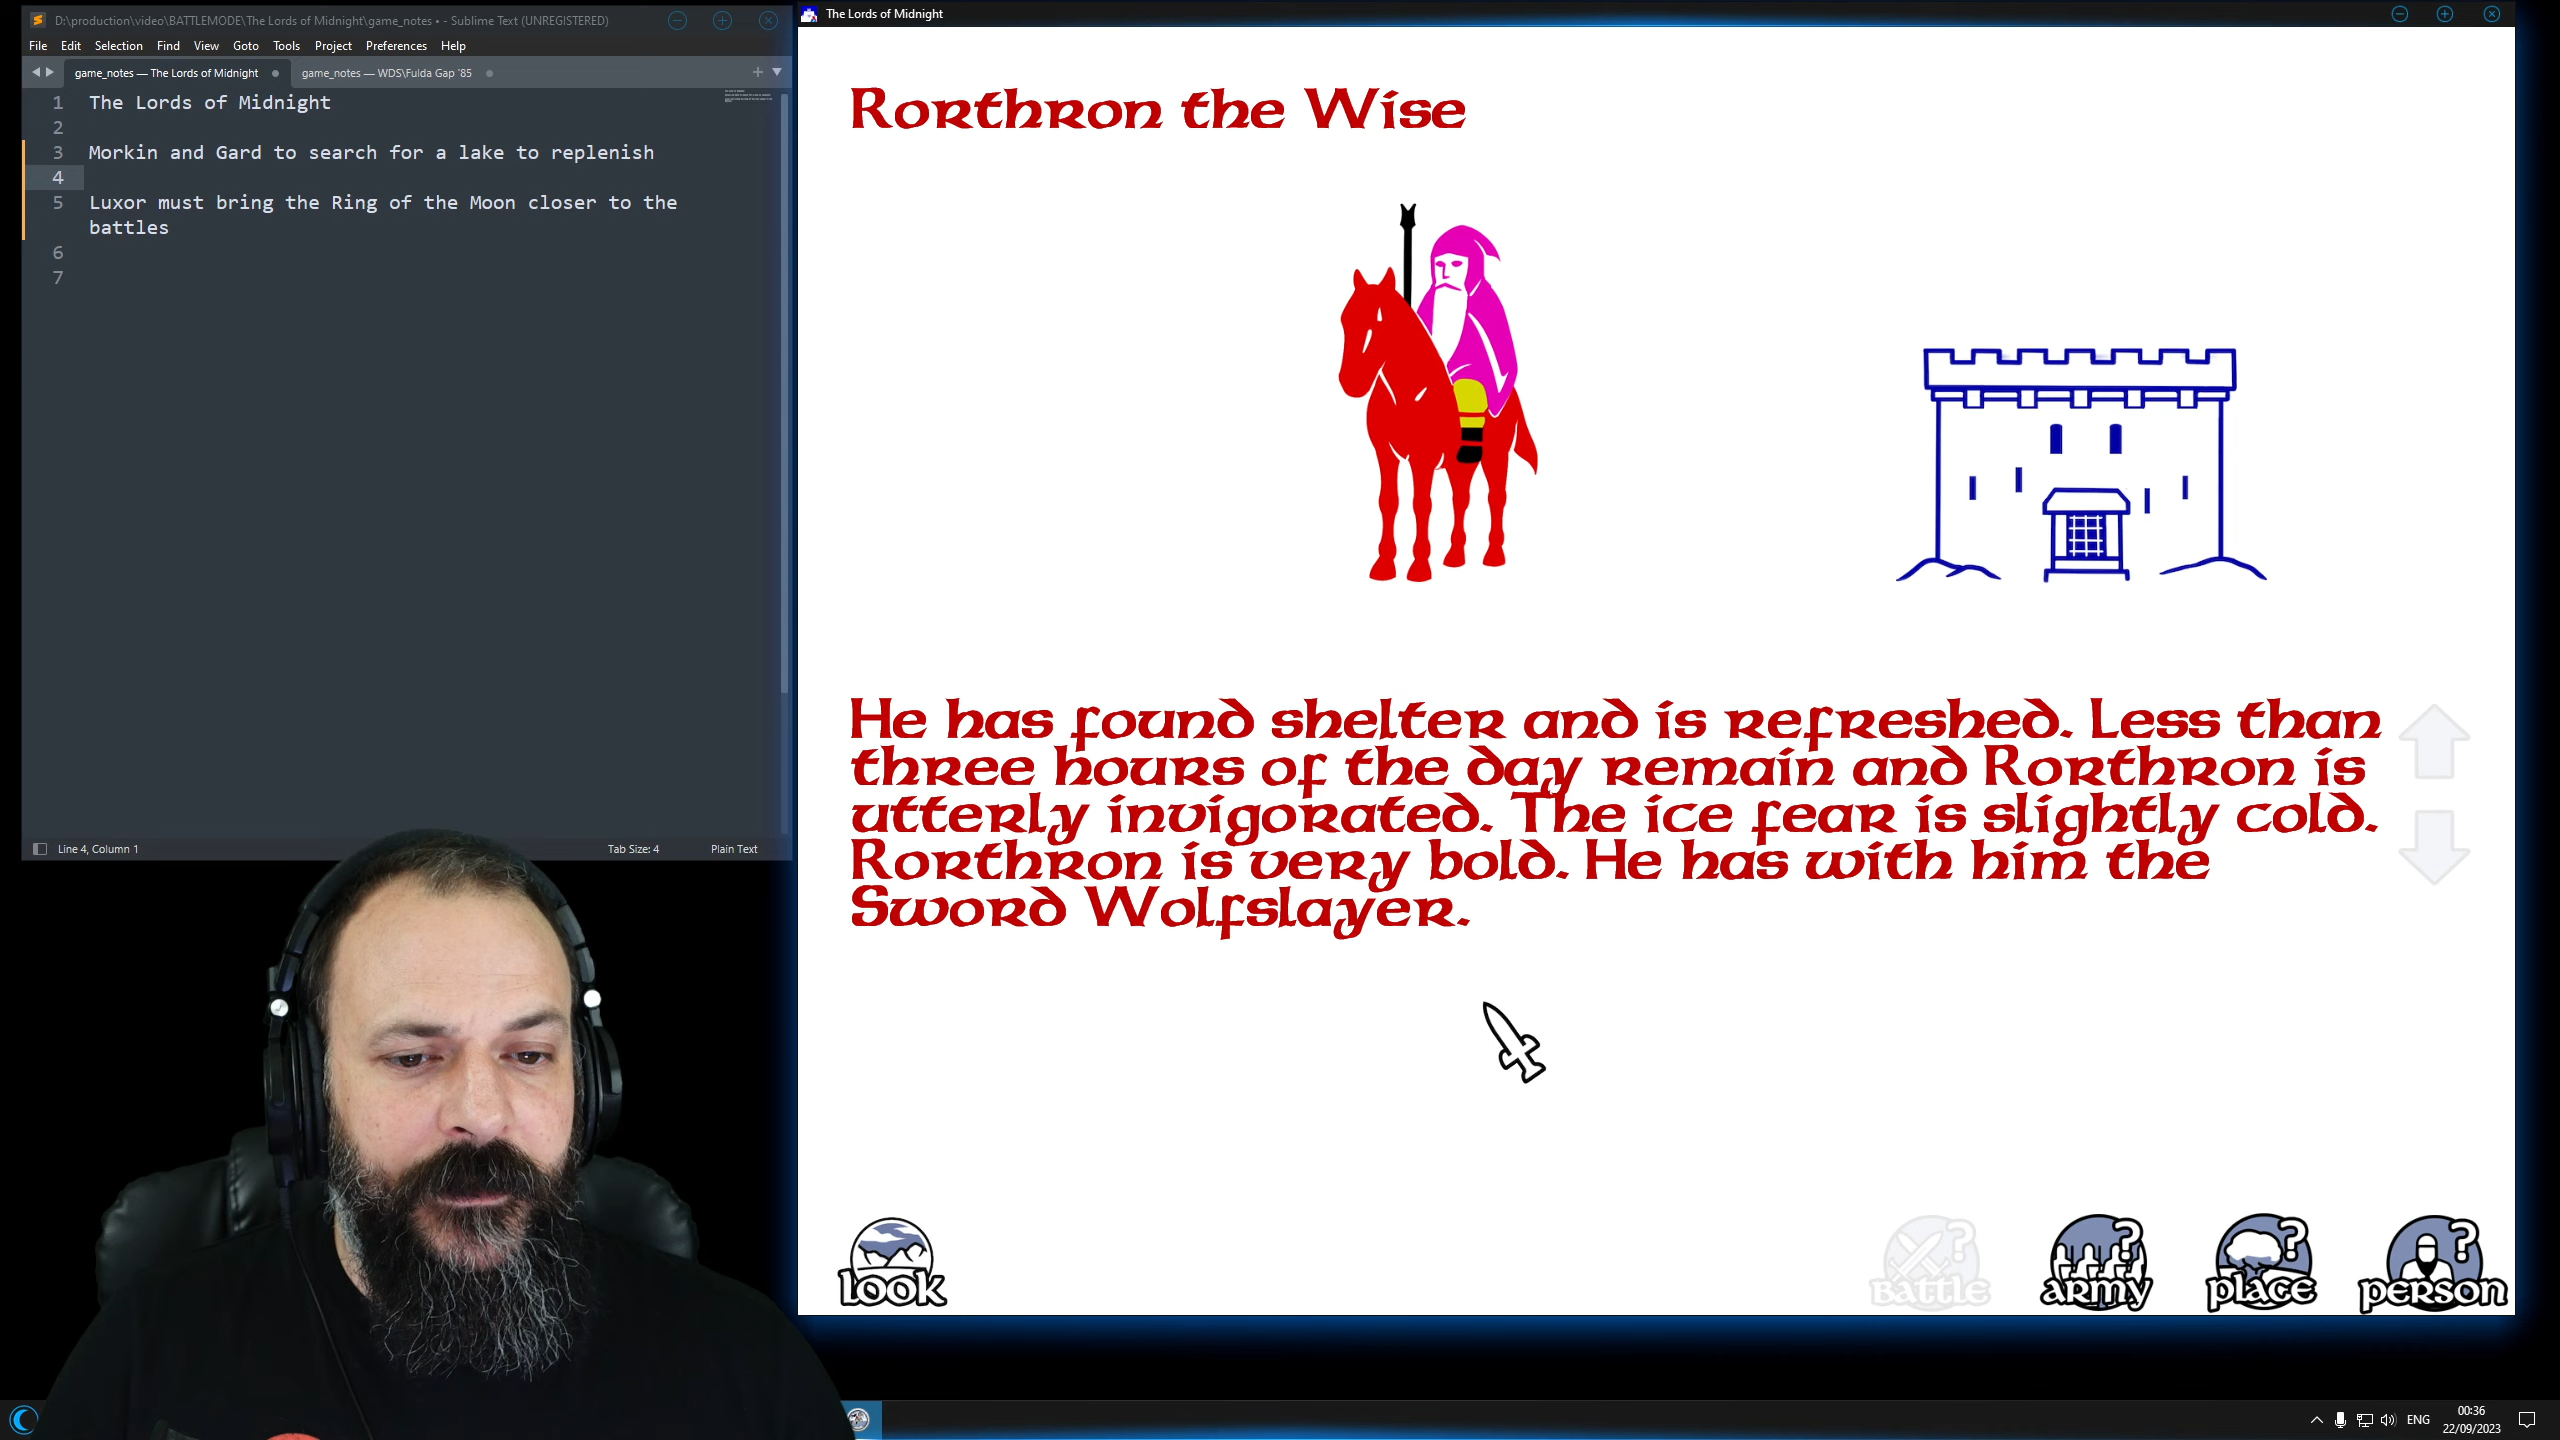 D:\production\video\BATTLEMODE\The Lords of Midnight\game_notes • - Sublime Text (UNREGISTERED)
File Edit Selection Find View Goto Tools Project Preferences Help
game_notes — The Lords of Midnight
game_notes — WDS\Fulda Gap '85
1 The Lords of Midnight
2
3 Morkin and Gard to search for a lake to replenish
4
5 Luxor must bring the Ring of the Moon closer to the
battles
6
7
Line 4, Column 1
Tab Size: 4
Plain Text
The Lords of Midnight
Rorthron the Wise
He has found shelter and is refreshed. Less than
three hours of the day remain and Rorthron is
utterly invigorated. The ice fear is slightly cold.
Rorthron is very bold. He has with him the
Sword Wolfslayer.
look
battle
army
place
person
ENG
00:36
22/09/2023